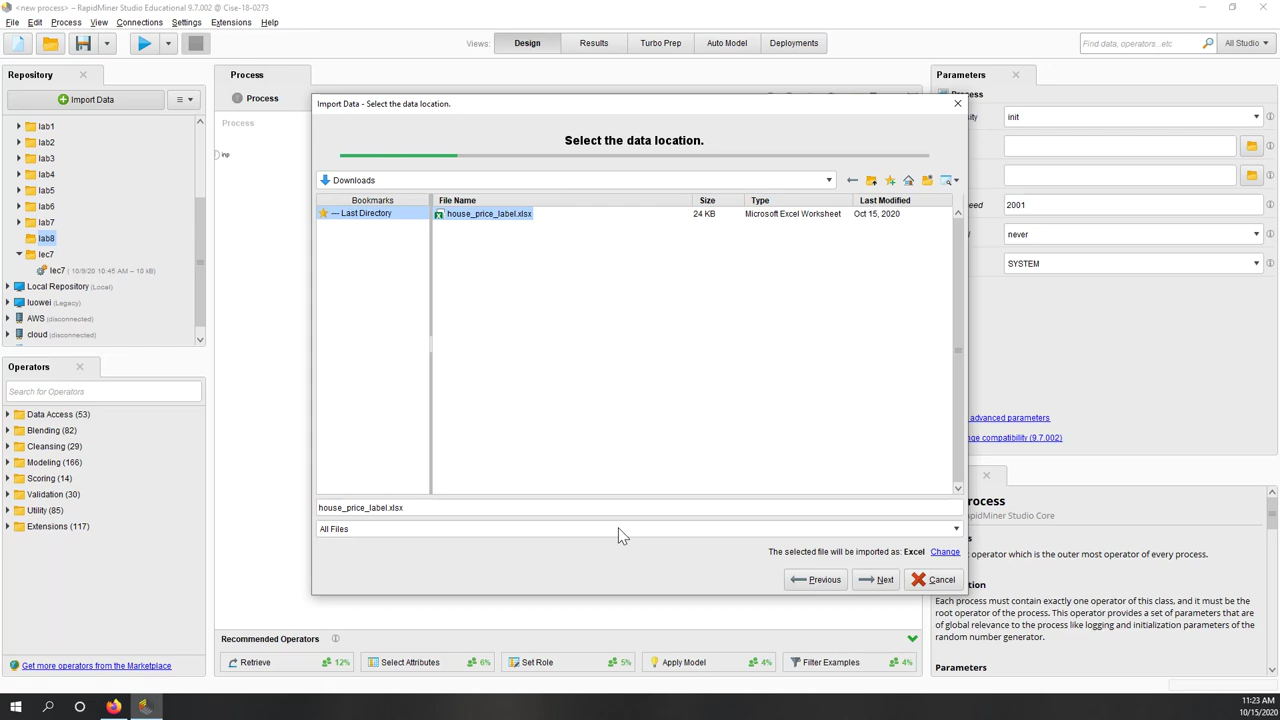 <new process> – RapidMiner Studio Educational 9.7.002 @ Cise-18-0273
File Edit Process View Connections Settings Extensions Help
Views: Design Results Turbo Prep Auto Model Deployments
Find data, operators...etc All Studio
Repository
Import Data
lab1
lab2
lab3
lab4
lab5
lab6
lab7
lab8
lec7
lec7 (10/9/20 10:45 AM – 10 kB)
Local Repository (Local)
luowei (Legacy)
AWS (disconnected)
cloud (disconnected)
Operators
Search for Operators
Data Access (53)
Blending (82)
Cleansing (29)
Modeling (166)
Scoring (14)
Validation (30)
Utility (85)
Extensions (117)
Get more operators from the Marketplace
Process
Process
Process
inp
Import Data - Select the data location.
Select the data location.
Downloads
Bookmarks File Name Size Type Last Modified
--- Last Directory house_price_label.xlsx 24 KB Microsoft Excel Worksheet Oct 15, 2020
house_price_label.xlsx
All Files
The selected file will be imported as: Excel Change
Previous Next Cancel
Recommended Operators
Retrieve 12% Select Attributes 6% Set Role 5% Apply Model 4% Filter Examples 4%
Parameters
Process
init
2001
never
SYSTEM
advanced parameters
compatibility (9.7.002)
RapidMiner Studio Core
operator which is the outer most operator of every process.
Each process must contain exactly one operator of this class, and it must be the
root operator of the process. This operator provides a set of parameters that are
of global relevance to the process like logging and initialization parameters of the
random number generator.
Parameters
11:23 AM
10/15/2020